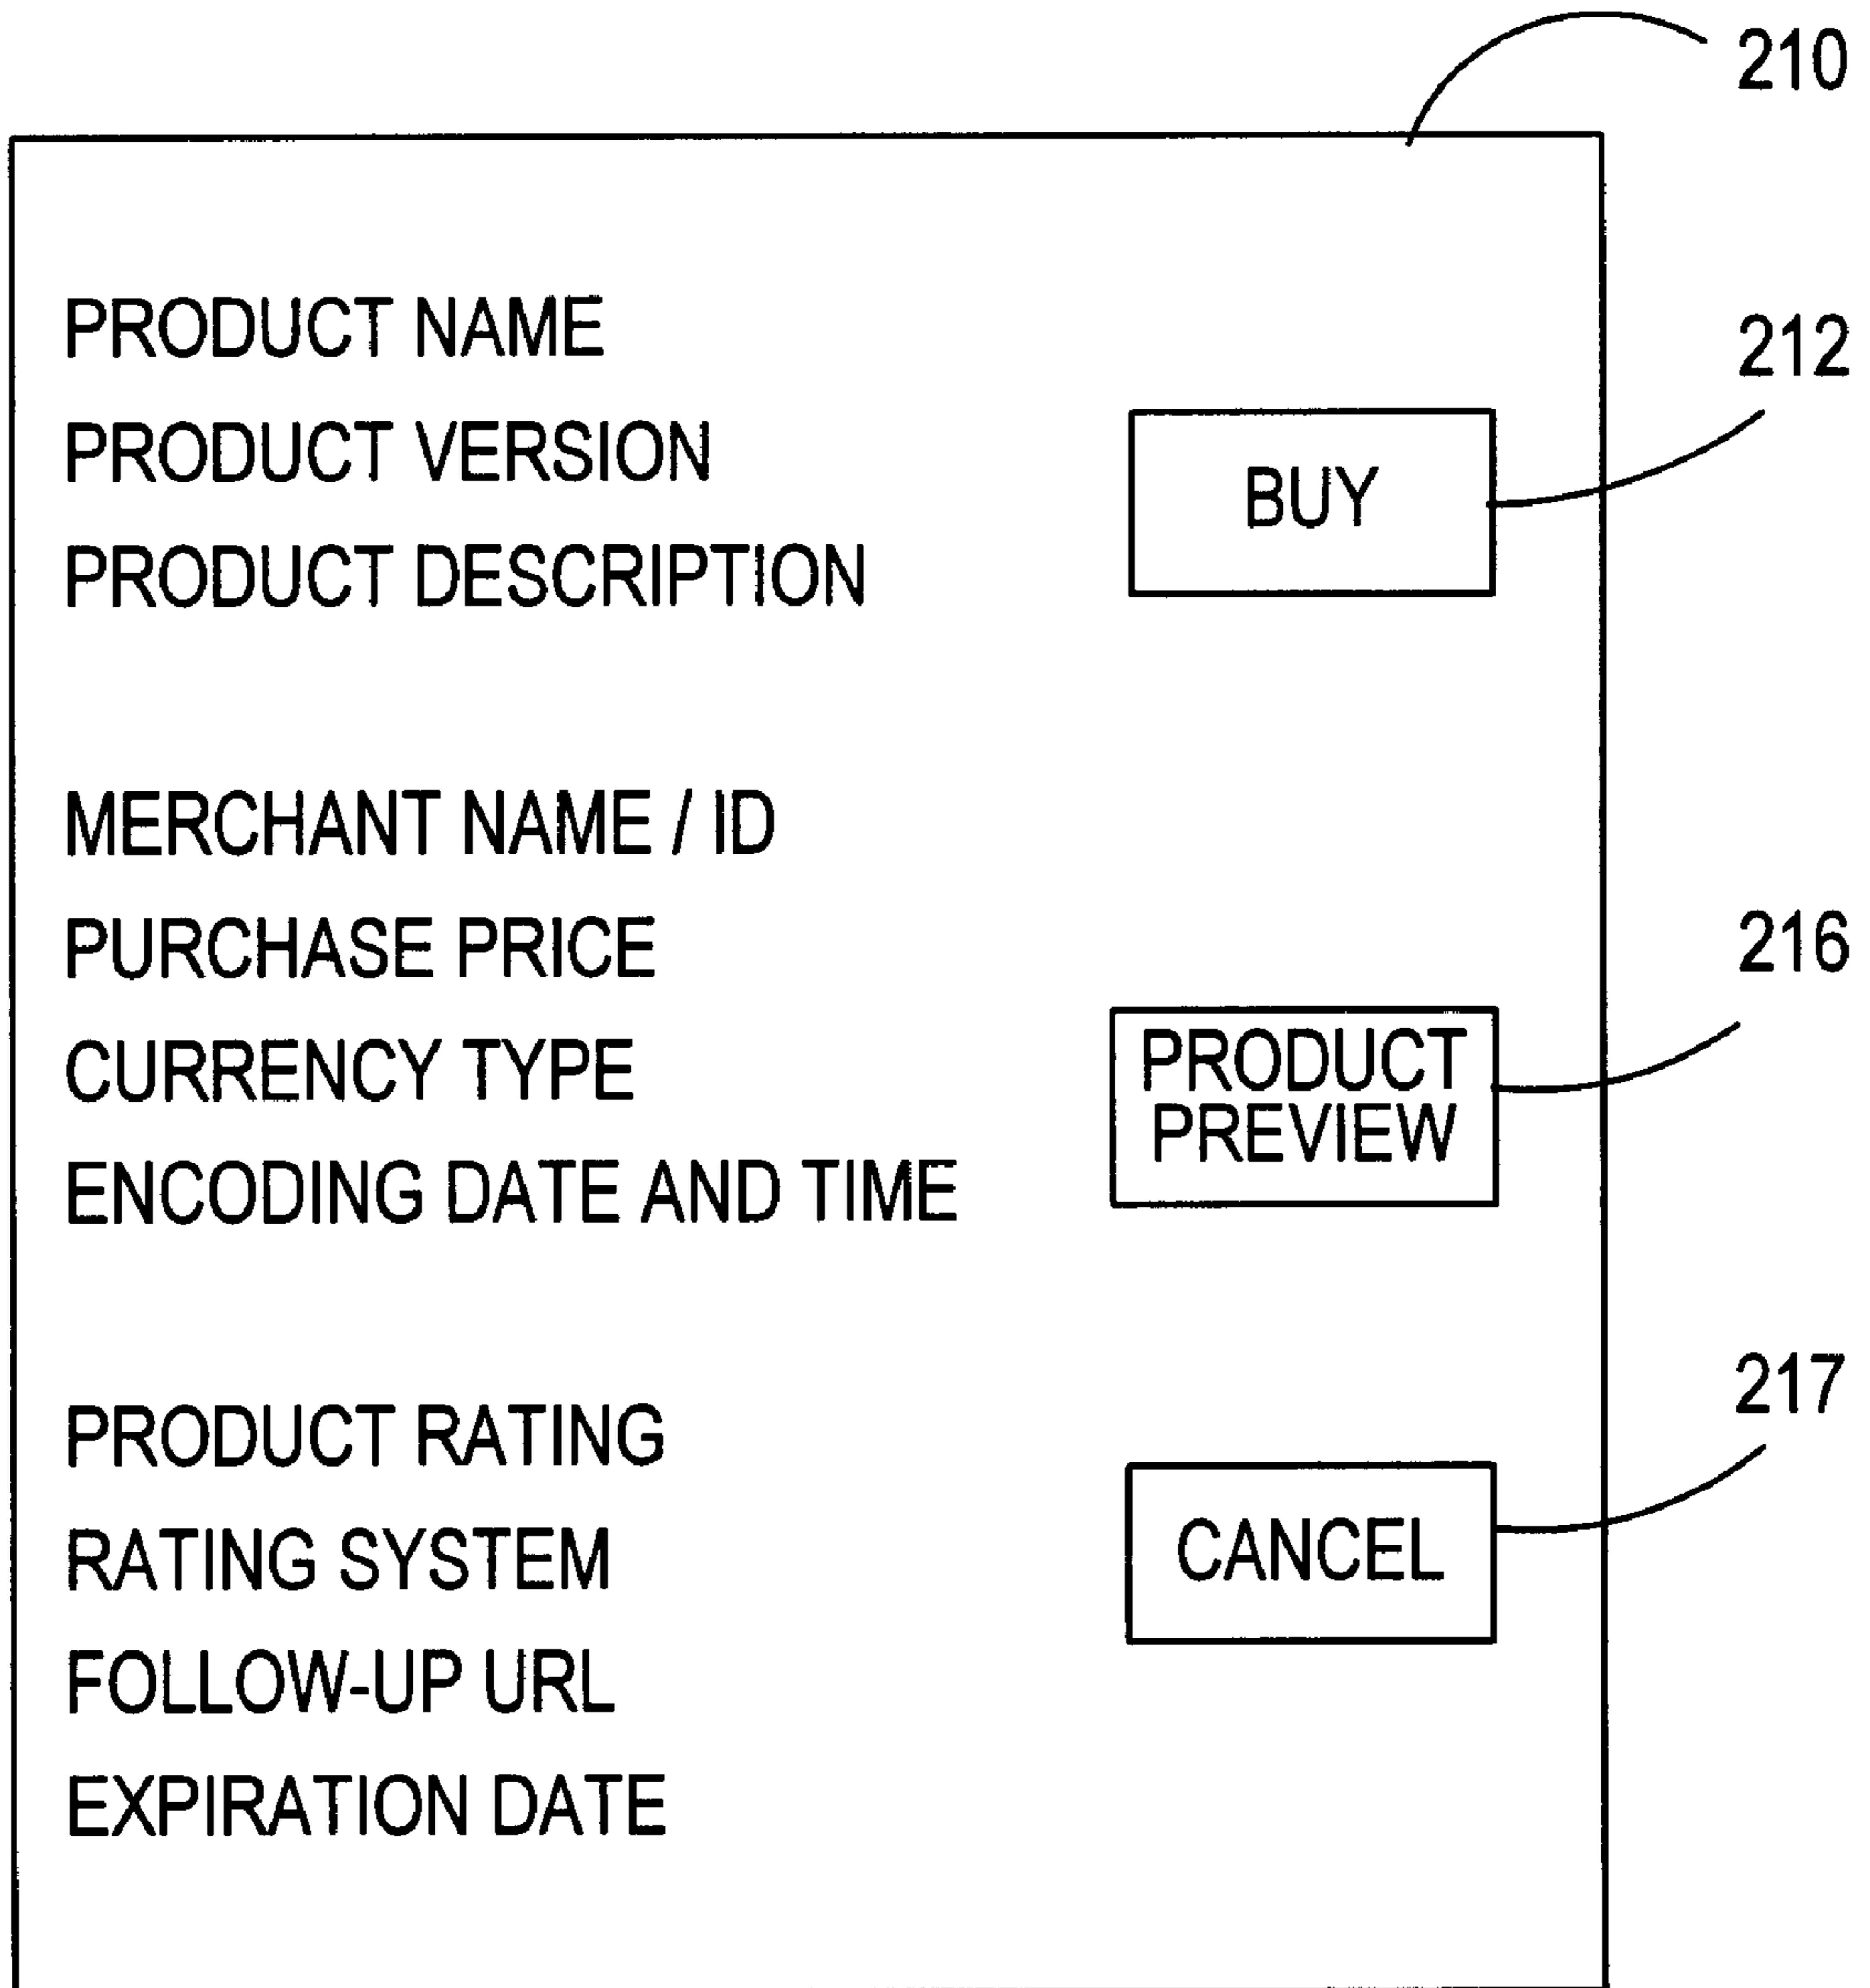 210
PRODUCT NAME
212
PRODUCT VERSION
BUY
PRODUCT DESCRIPTION
MERCHANT NAME / ID
PURCHASE PRICE
216
CURRENCY TYPE
PRODUCT
PREVIEW
ENCODING DATE AND TIME
217
PRODUCT RATING
RATING SYSTEM
CANCEL
FOLLOW-UP URL
EXPIRATION DATE